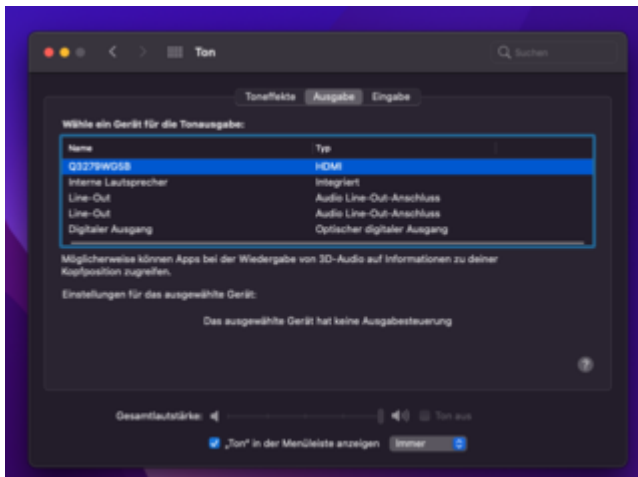 Ton
Suchen
Toneffekte Ausgabe Eingabe
Wähle ein Gerät für die Tonausgabe:
Name Typ
Q3279WG5B HDMI
Interne Lautsprecher Integriert
Line-Out Audio Line-Out-Anschluss
Line-Out Audio Line-Out-Anschluss
Digitaler Ausgang Optischer digitaler Ausgang
Möglicherweise können Apps bei der Wiedergabe von 3D-Audio auf Informationen zu deiner
Kopfposition zugreifen.
Einstellungen für das ausgewählte Gerät:
Das ausgewählte Gerät hat keine Ausgabesteuerung
?
Gesamtlautstärke: Ton aus
„Ton“ in der Menüleiste anzeigen Immer